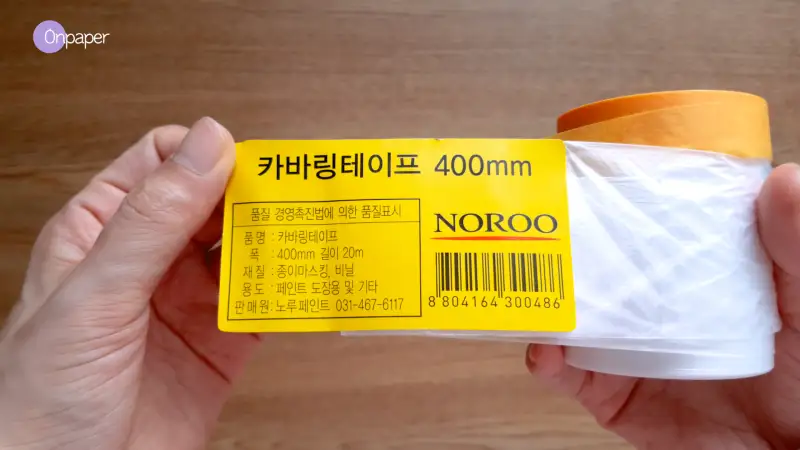 Onpaper
카바링테이프 400mm
품질 경영촉진법에 의한 품질표시
품 명 : 카바링테이프
폭 : 400mm 길이 20m
재 질 : 종이마스킹, 비닐
용 도 : 페인트 도장용 및 기타
판 매 원 : 노루페인트 031-467-6117
NOROO
8 804164 300486